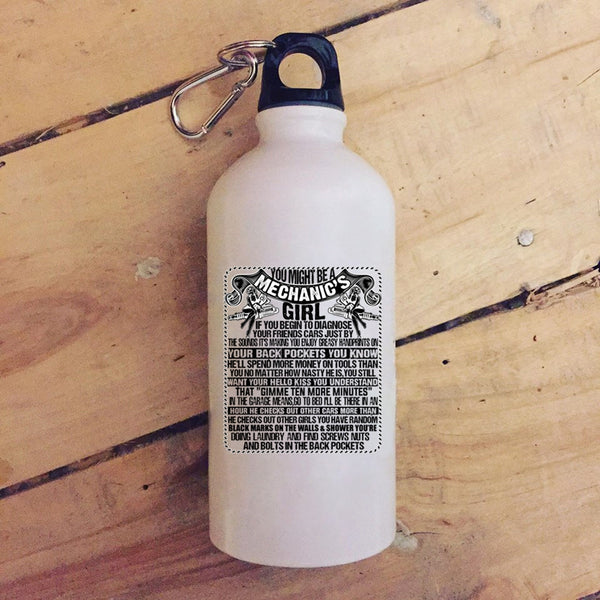 YOU MIGHT BE A
MECHANIC'S
GIRL
IF YOU BEGIN TO DIAGNOSE
YOUR FRIENDS CARS JUST BY
THE SOUNDS IT'S MAKING YOU ENJOY GREASY HANDPRINTS ON
YOUR BACK POCKETS YOU KNOW
HE'LL SPEND MORE MONEY ON TOOLS THAN
YOU NO MATTER HOW NASTY HE IS, YOU STILL
WANT YOUR HELLO KISS YOU UNDERSTAND
THAT "GIMME TEN MORE MINUTES"
IN THE GARAGE MEANS,GO TO BED I'LL BE THERE IN AN
HOUR HE CHECKS OUT OTHER CARS MORE THAN
HE CHECKS OUT OTHER GIRLS YOU HAVE RANDOM
BLACK MARKS ON THE WALLS & SHOWER YOU'RE
DOING LAUNDRY AND FIND SCREWS NUTS
AND BOLTS IN THE BACK POCKETS